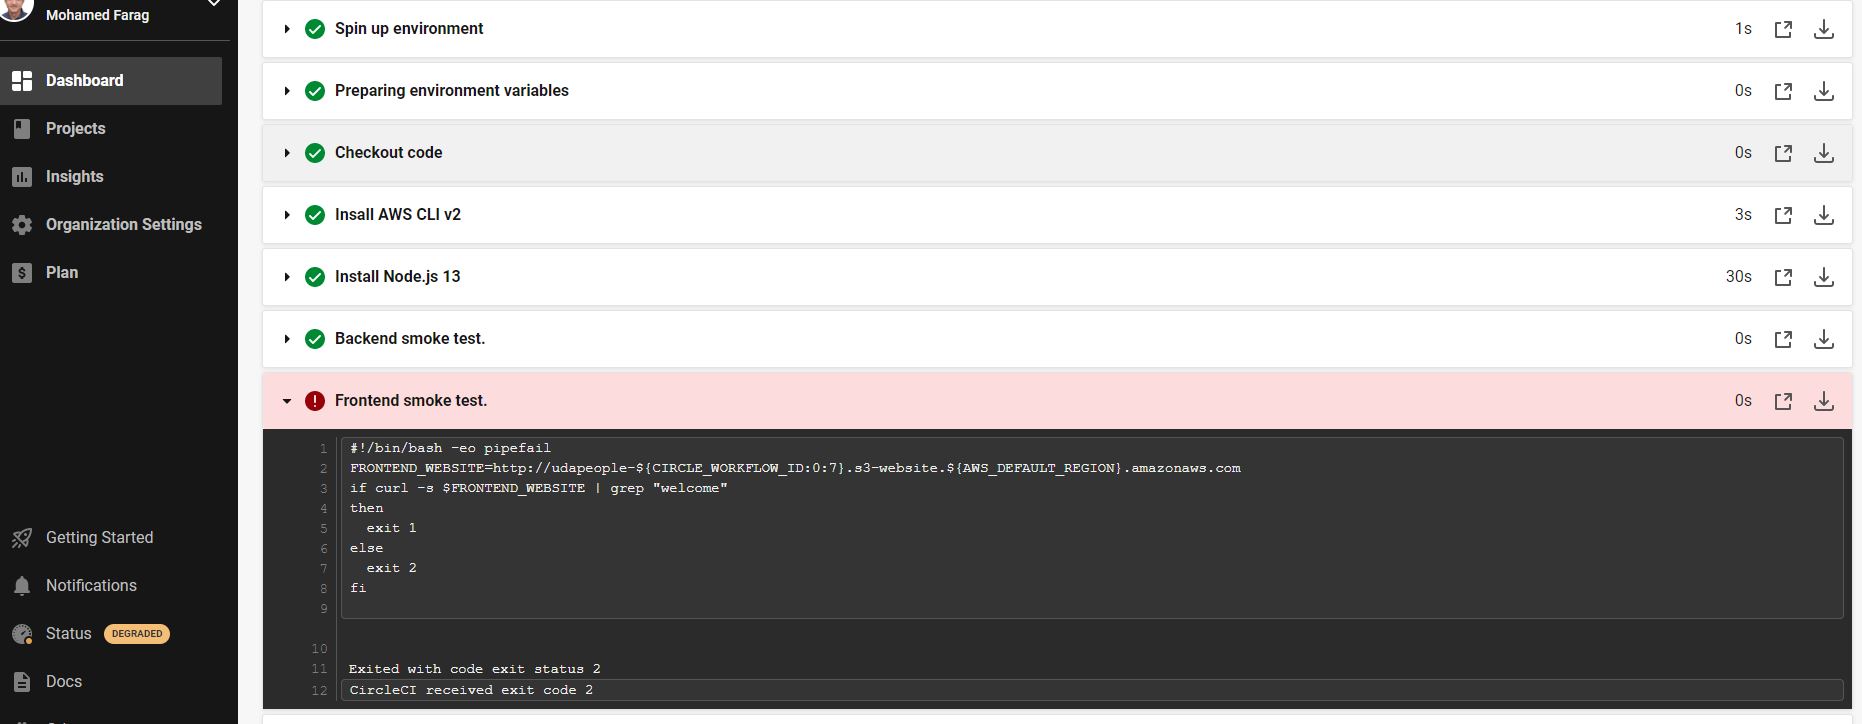 Mohamed Farag
Dashboard
Projects
Insights
Organization Settings
Plan
Getting Started
Notifications
Status DEGRADED
Docs
Spin up environment 1s
Preparing environment variables 0s
Checkout code 0s
Insall AWS CLI v2 3s
Install Node.js 13 30s
Backend smoke test. 0s
Frontend smoke test. 0s
1 #!/bin/bash -eo pipefail
2 FRONTEND_WEBSITE=http://udapeople-${CIRCLE_WORKFLOW_ID:0:7}.s3-website.${AWS_DEFAULT_REGION}.amazonaws.com
3 if curl -s $FRONTEND_WEBSITE | grep "welcome"
4 then
5 exit 1
6 else
7 exit 2
8 fi
9
10
11 Exited with code exit status 2
12 CircleCI received exit code 2